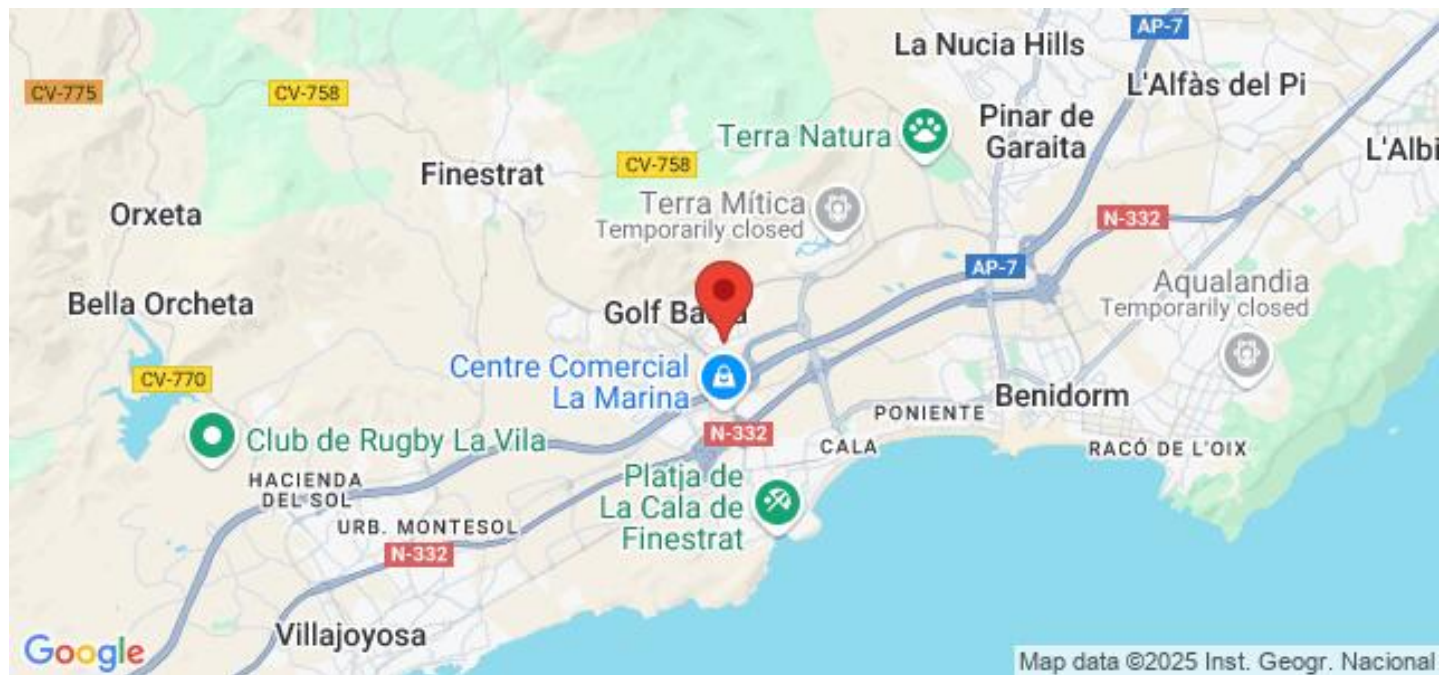 AP-7
La Nucia Hills
L'Alfàs del Pi
CV-775
CV-758
Terra Natura
Pinar de
Garaita
L'Albi
Finestrat
CV-758
Orxeta
Terra Mítica
Temporarily closed
N-332
AP-7
Aqualandia
Temporarily closed
Bella Orcheta
Golf
Centre Comercial
La Marina
CV-770
Benidorm
PONIENTE
N-332
CALA
RACÓ DE L'OIX
Club de Rugby La Vila
HACIENDA
DEL SOL
Platja de
La Cala de
Finestrat
URB. MONTESOL
N-332
Villajoyosa
Google
Map data ©2025 Inst. Geogr. Nacional